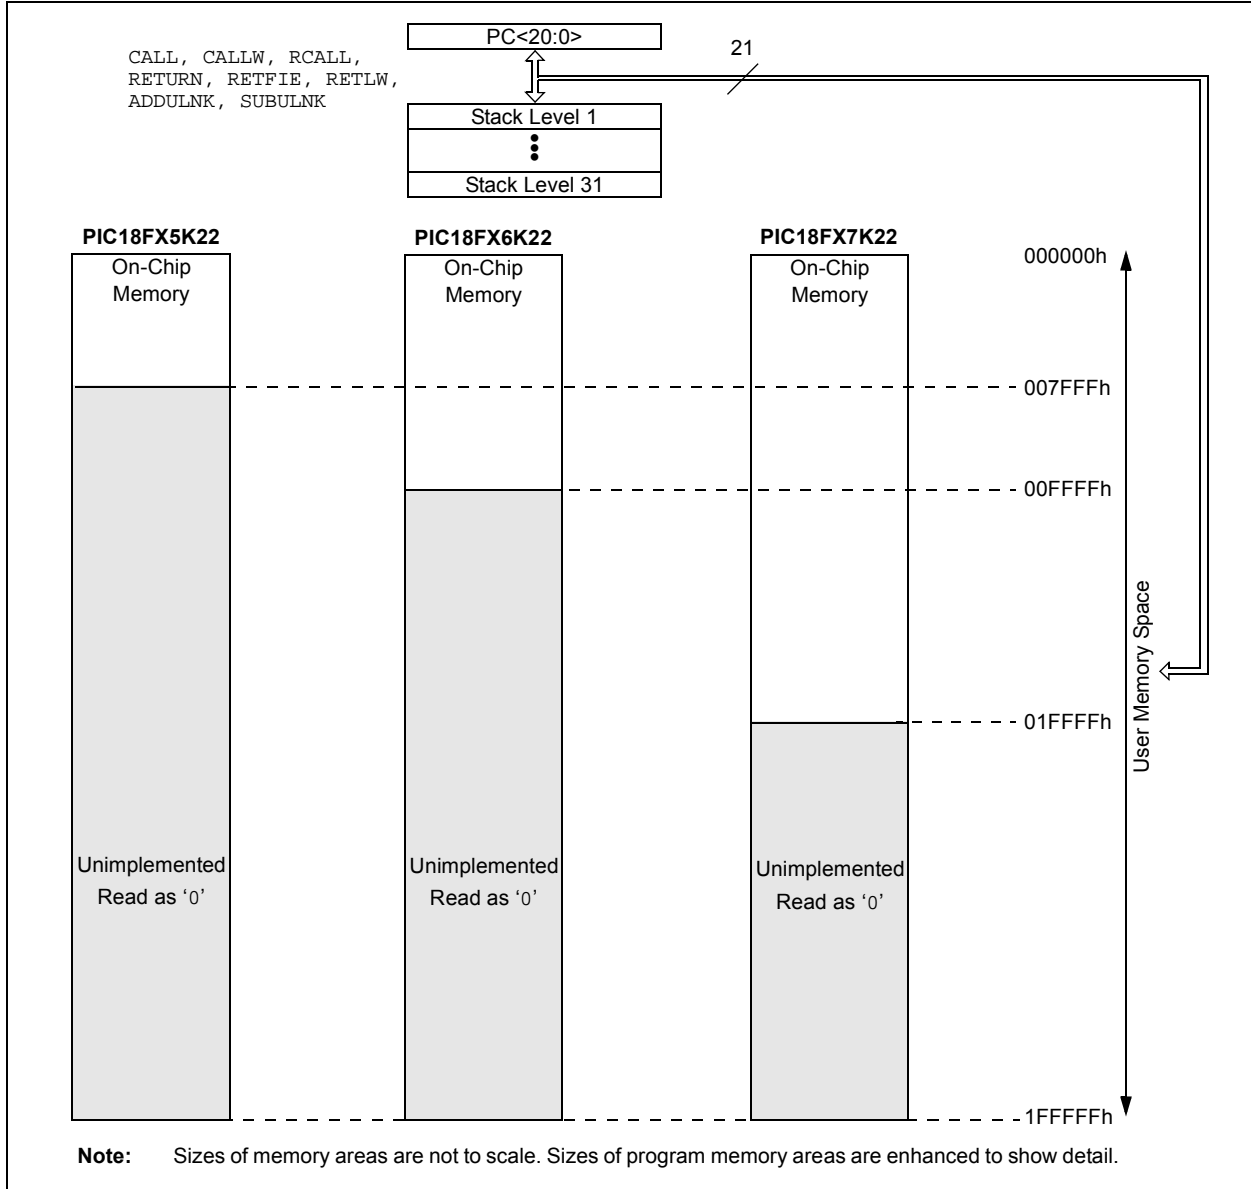 PC<20:0>
21
CALL, CALLW, RCALL,
RETURN, RETFIE, RETLW,
ADDULNK, SUBULNK
Stack Level 1
Stack Level 31
PIC18FX5K22
PIC18FX6K22
PIC18FX7K22
On-Chip
Memory
On-Chip
Memory
On-Chip
Memory
000000h
007FFFh
00FFFFh
01FFFFh
User Memory Space
Unimplemented
Read as ‘0’
Unimplemented
Read as ‘0’
Unimplemented
Read as ‘0’
1FFFFFh
Note: Sizes of memory areas are not to scale. Sizes of program memory areas are enhanced to show detail.